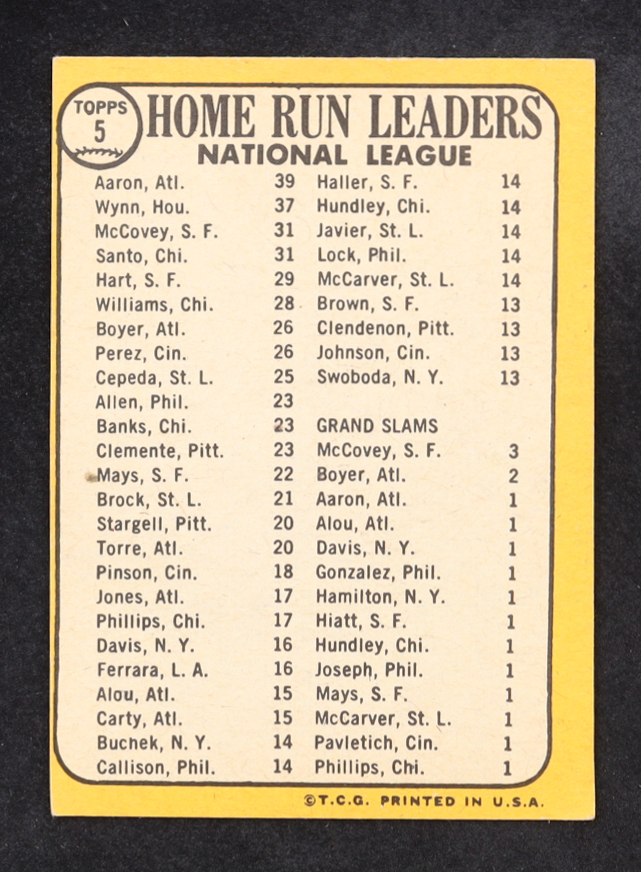 TOPPS
5
HOME RUN LEADERS
NATIONAL LEAGUE
Aaron, Atl. 39
Wynn, Hou. 37
McCovey, S. F. 31
Santo, Chi. 31
Hart, S. F. 29
Williams, Chi. 28
Boyer, Atl. 26
Perez, Cin. 26
Cepeda, St. L. 25
Allen, Phil. 23
Banks, Chi. 23
Clemente, Pitt. 23
Mays, S. F. 22
Brock, St. L. 21
Stargell, Pitt. 20
Torre, Atl. 20
Pinson, Cin. 18
Jones, Atl. 17
Phillips, Chi. 17
Davis, N. Y. 16
Ferrara, L. A. 16
Alou, Atl. 15
Carty, Atl. 15
Buchek, N. Y. 14
Callison, Phil. 14
Haller, S. F. 14
Hundley, Chi. 14
Javier, St. L. 14
Lock, Phil. 14
McCarver, St. L. 14
Brown, S. F. 13
Clendenon, Pitt. 13
Johnson, Cin. 13
Swoboda, N. Y. 13
GRAND SLAMS
McCovey, S. F. 3
Boyer, Atl. 2
Aaron, Atl. 1
Alou, Atl. 1
Davis, N. Y. 1
Gonzalez, Phil. 1
Hamilton, N. Y. 1
Hiatt, S. F. 1
Hundley, Chi. 1
Joseph, Phil. 1
Mays, S. F. 1
McCarver, St. L. 1
Pavletich, Cin. 1
Phillips, Chi. 1
©T.C.G. PRINTED IN U.S.A.